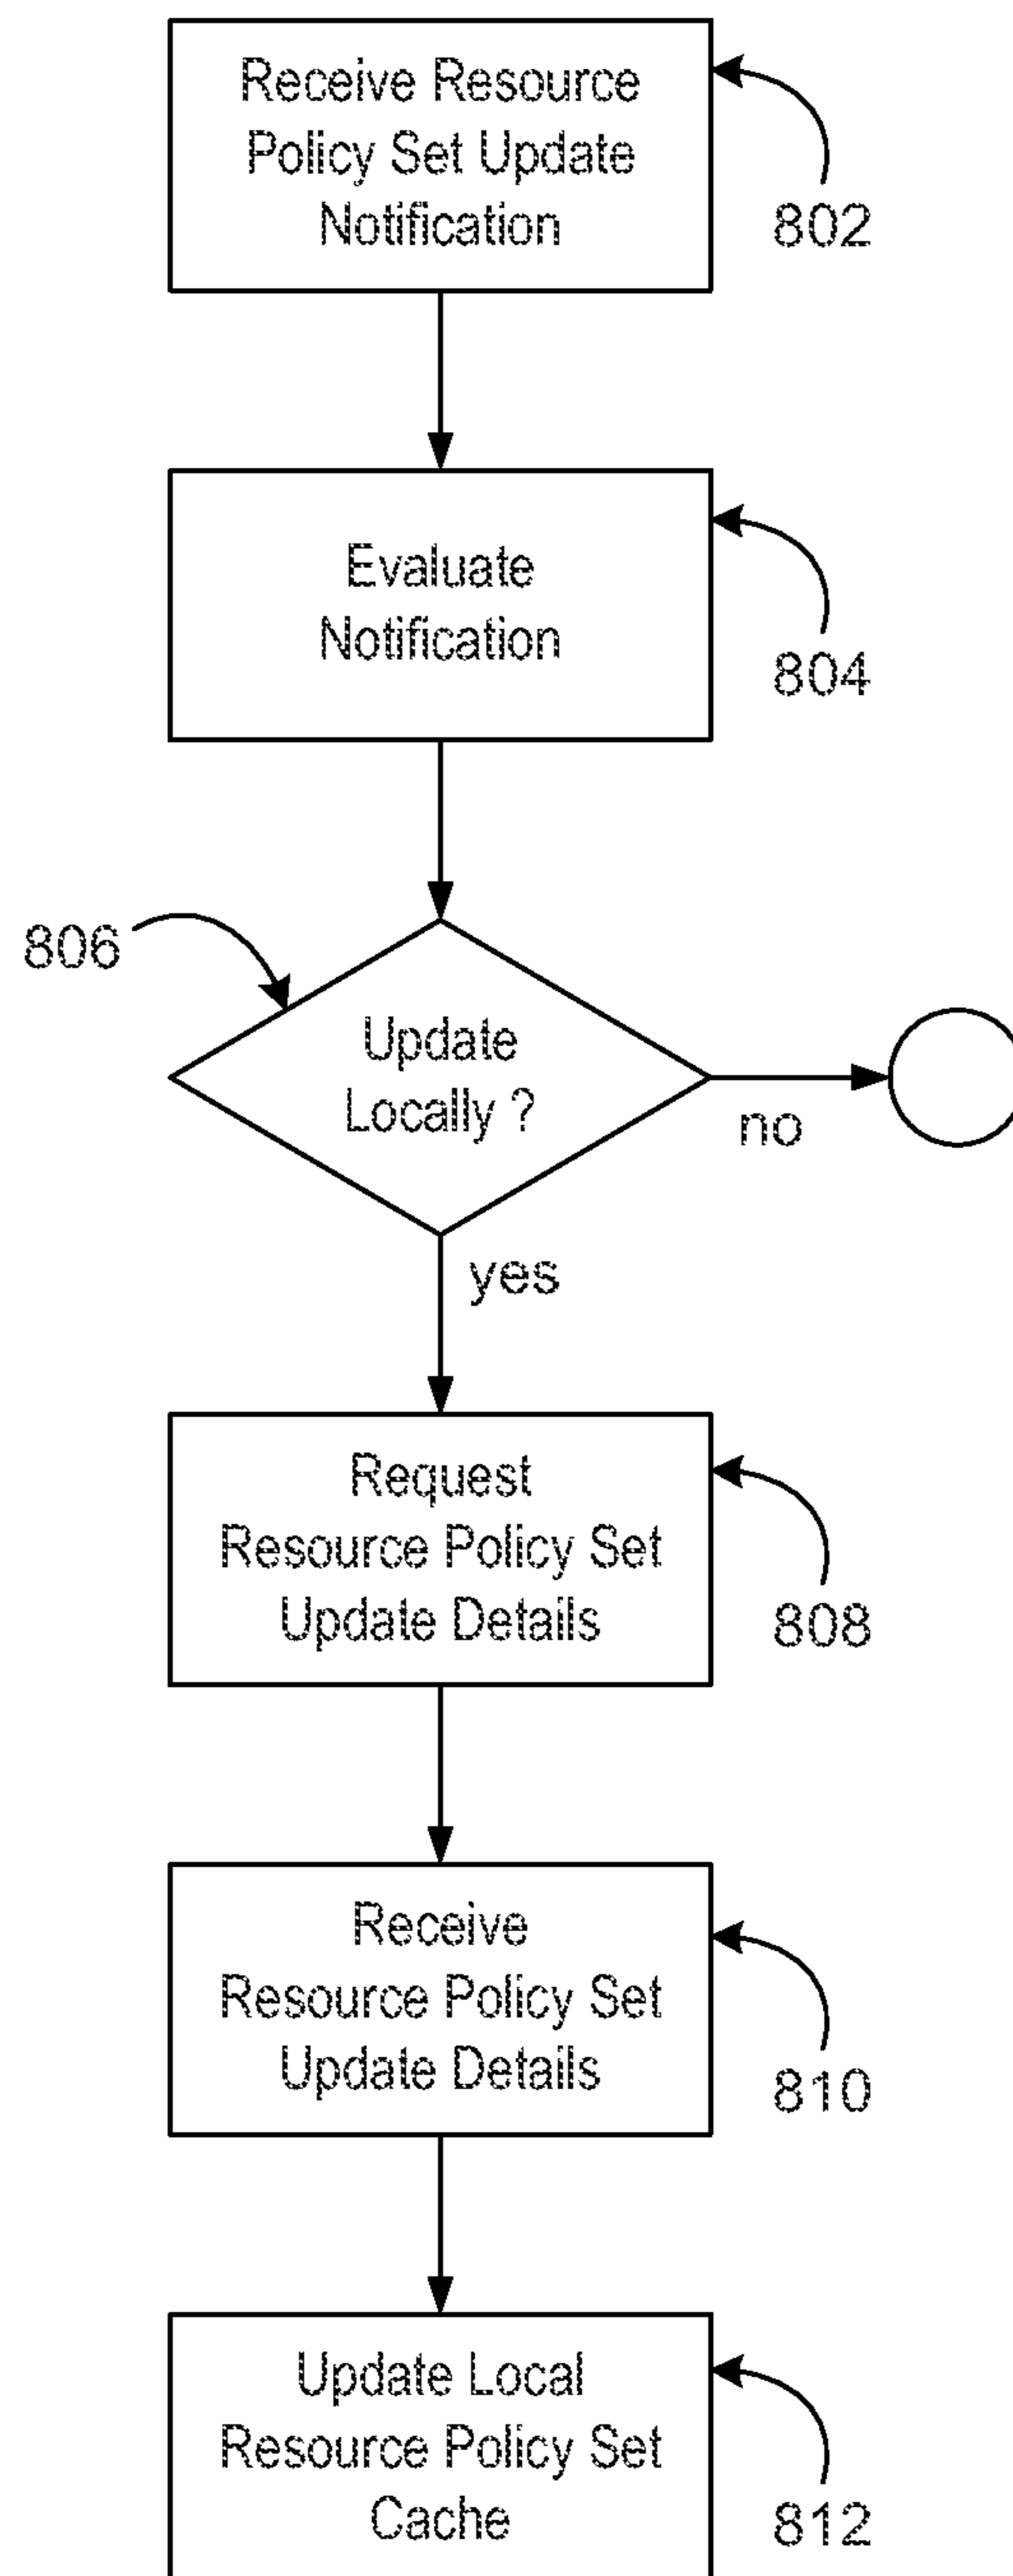 Receive Resource
Policy Set Update
Notification
802
Evaluate
Notification
804
806
Update
Locally ?
no
yes
Request
Resource Policy Set
Update Details
808
Receive
Resource Policy Set
Update Details
810
Update Local
Resource Policy Set
Cache
812